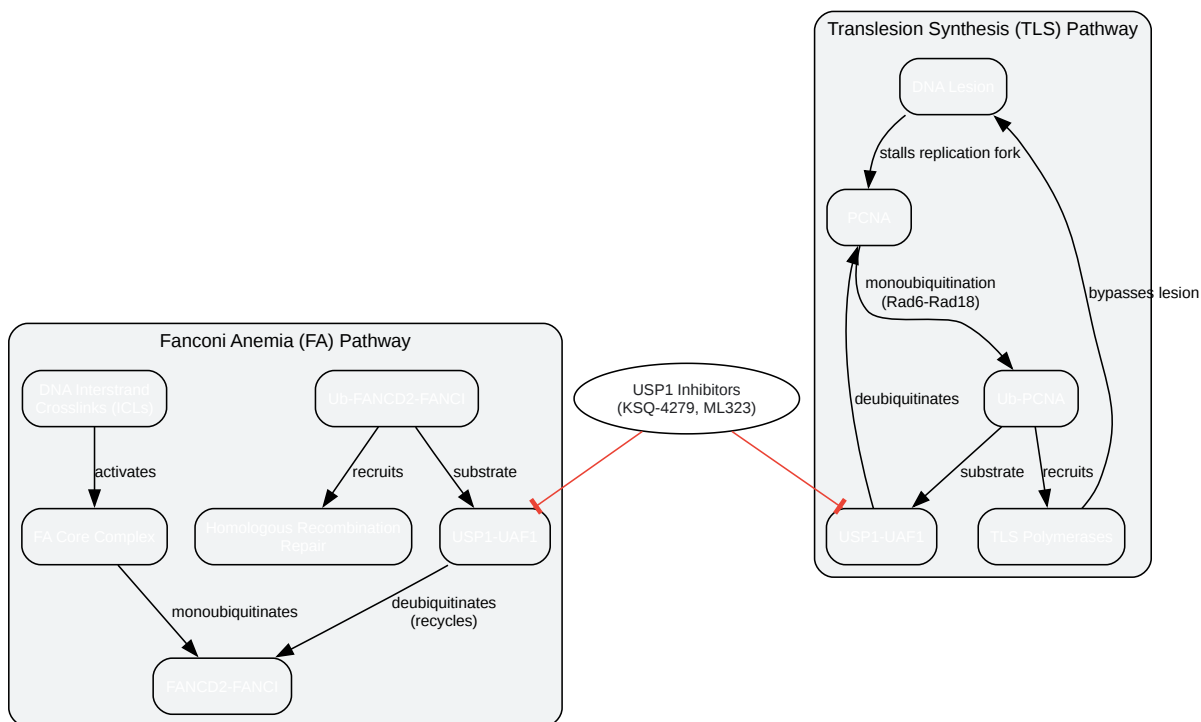 Translesion Synthesis (TLS) Pathway
DNA Lesion
stalls replication fork
PCNA
monoubiquitination
(Rad6-Rad18)
bypasses lesion
deubiquitinates
Ub-PCNA
substrate
recruits
USP1-UAF1
TLS Polymerases
USP1 Inhibitors
(KSQ-4279, ML323)
Fanconi Anemia (FA) Pathway
DNA Interstrand
Crosslinks (ICLs)
Ub-FANCD2-FANCI
activates
recruits
substrate
FA Core Complex
Homologous Recombination
Repair
USP1-UAF1
monoubiquitinates
deubiquitinates
(recycles)
FANCD2-FANCI